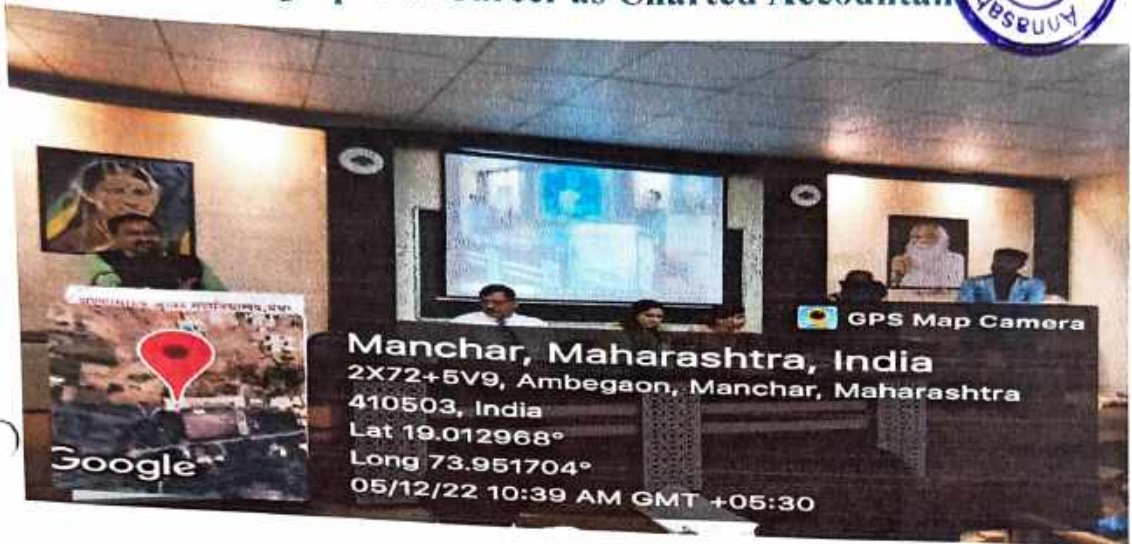 Career as Charted Accountan
Annasab
GPS Map Camera
Manchar, Maharashtra, India
2X72+5V9, Ambegaon, Manchar, Maharashtra
410503, India
Lat 19.012968°
Long 73.951704°
05/12/22 10:39 AM GMT +05:30
Google